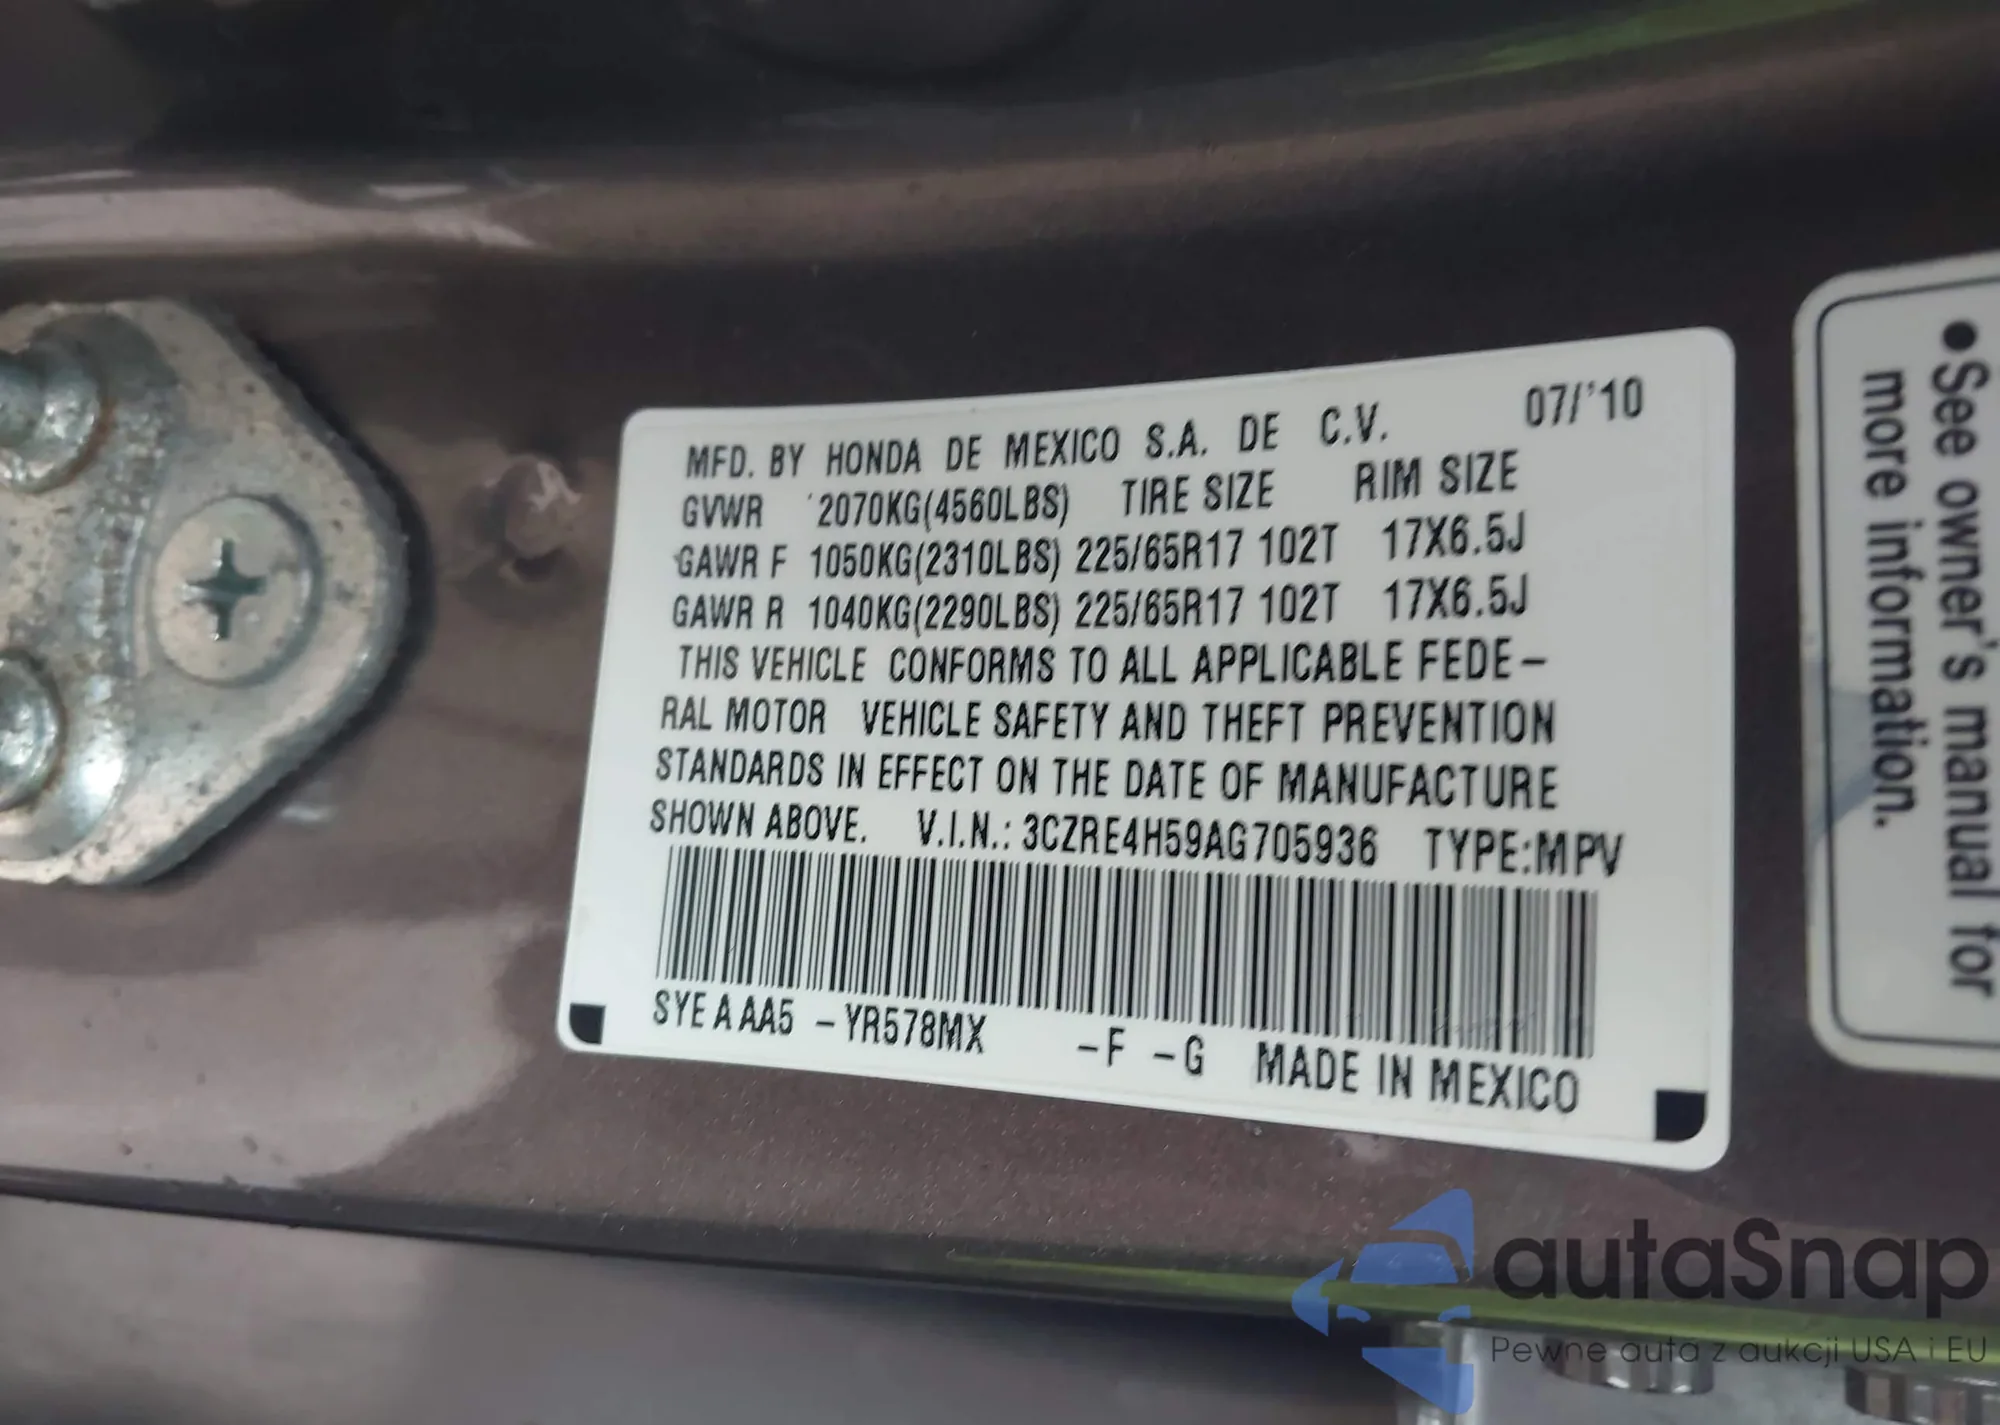 MFD. BY HONDA DE MEXICO S.A. DE C.V. 07/'10
GVWR 2070KG(4560LBS) TIRE SIZE RIM SIZE
GAWR F 1050KG(2310LBS) 225/65R17 102T 17X6.5J
GAWR R 1040KG(2290LBS) 225/65R17 102T 17X6.5J
THIS VEHICLE CONFORMS TO ALL APPLICABLE FEDE-
RAL MOTOR VEHICLE SAFETY AND THEFT PREVENTION
STANDARDS IN EFFECT ON THE DATE OF MANUFACTURE
SHOWN ABOVE. V.I.N.: 3CZRE4H59AG705936 TYPE:MPV
SYE A AA5 -YR578MX -F -G MADE IN MEXICO
●See owner's manual for
more information.
autaSnap
Pewne auta z aukcji USA i EU